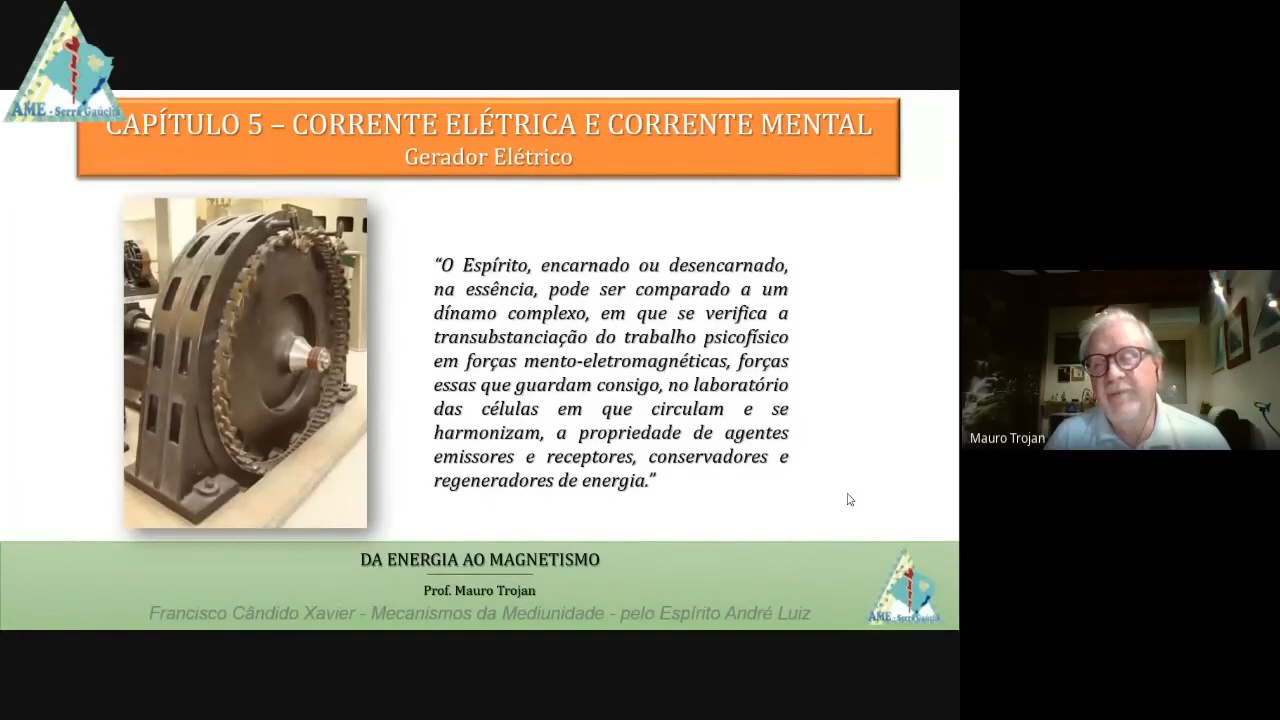 AME - Serra Gaúcha
CAPÍTULO 5 – CORRENTE ELÉTRICA E CORRENTE MENTAL
Gerador Elétrico
“O Espírito, encarnado ou desencarnado,
na essência, pode ser comparado a um
dínamo complexo, em que se verifica a
transubstanciação do trabalho psicofísico
em forças mento-eletromagnéticas, forças
essas que guardam consigo, no laboratório
das células em que circulam e se
harmonizam, a propriedade de agentes
emissores e receptores, conservadores e
regeneradores de energia.”
Mauro Trojan
DA ENERGIA AO MAGNETISMO
Prof. Mauro Trojan
Francisco Cândido Xavier - Mecanismos da Mediunidade - pelo Espírito André Luiz
AME - Serra Gaúcha